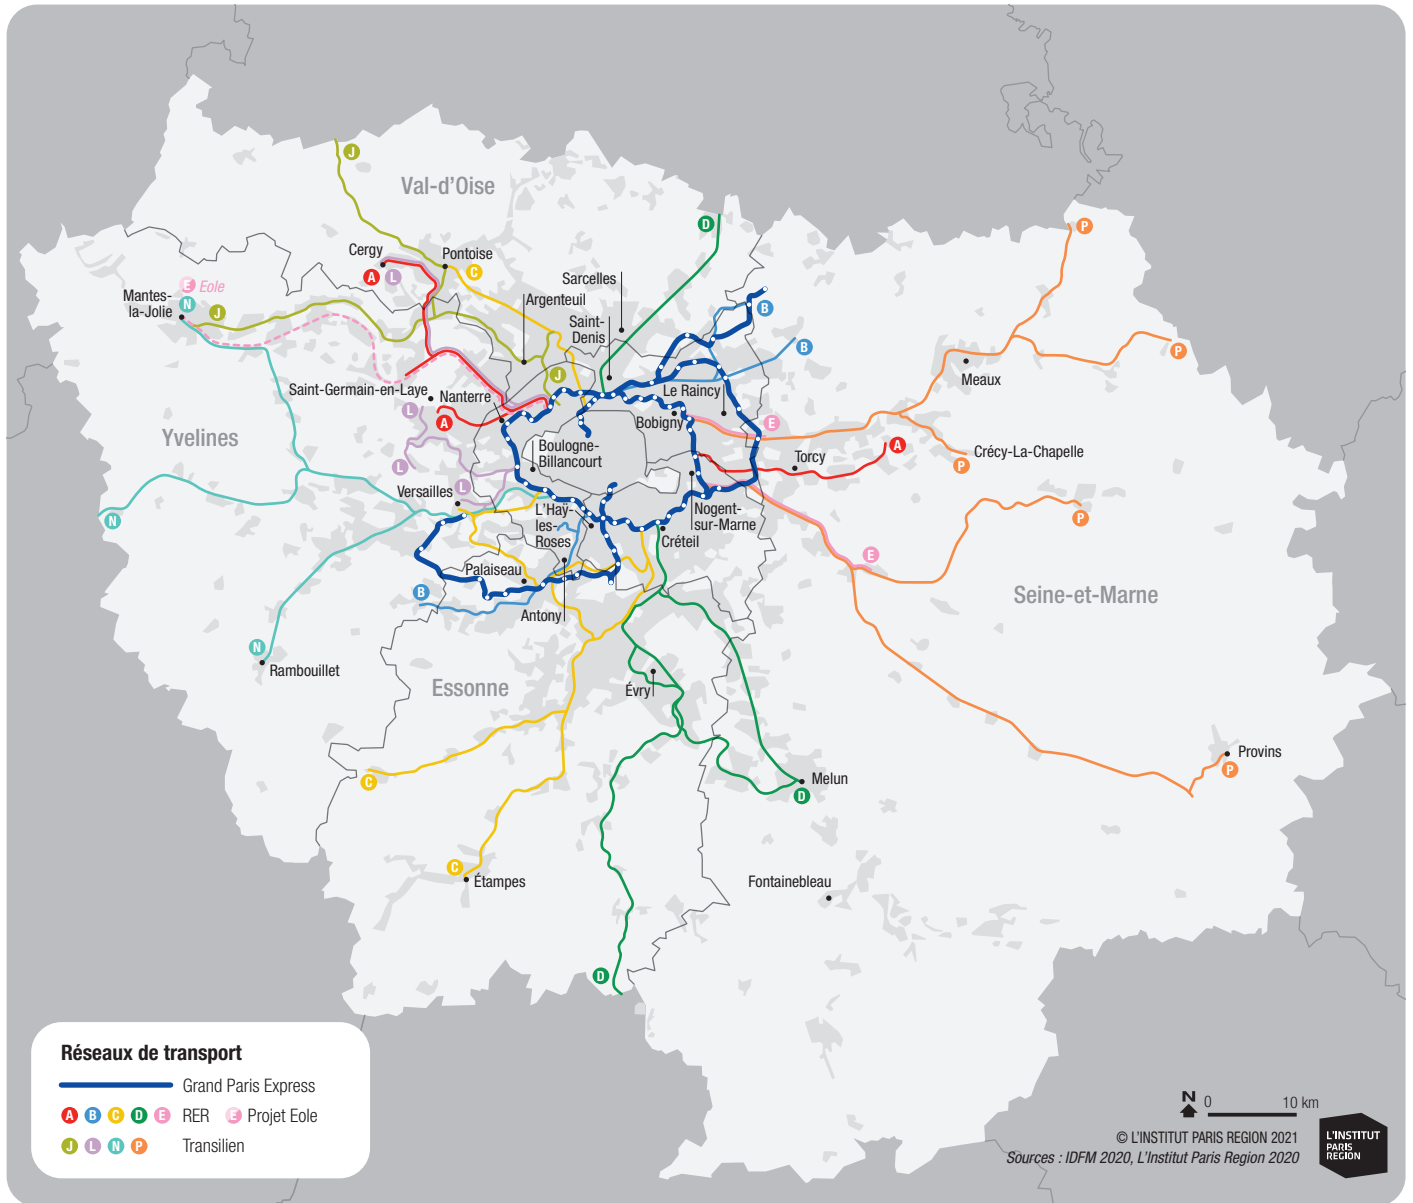 J
Val-d'Oise
D
P
Cergy
Pontoise
A
L
C
Sarcelles
E Eole
Mantes-
la-Jolie
N
J
Argenteuil
Saint-
Denis
B
B
P
Meaux
J
Saint-Germain-en-Laye
Nanterre
Le Raincy
L
A
Bobigny
E
Yvelines
Boulogne-
Billancourt
A
Torcy
Crécy-La-Chapelle
P
L
L
Versailles
N
L'Haÿ-
les-
Roses
Nogent-
sur-Marne
P
Créteil
E
Palaiseau
B
Antony
Seine-et-Marne
N
Rambouillet
Essonne
Évry
Provins
P
C
Melun
D
C
Étampes
Fontainebleau
D
Réseaux de transport
Grand Paris Express
A B C D E RER E Projet Eole
J L N P Transilien
N 0 10 km
© L'INSTITUT PARIS REGION 2021
Sources : IDFM 2020, L'Institut Paris Region 2020
L'INSTITUT
PARIS
REGION